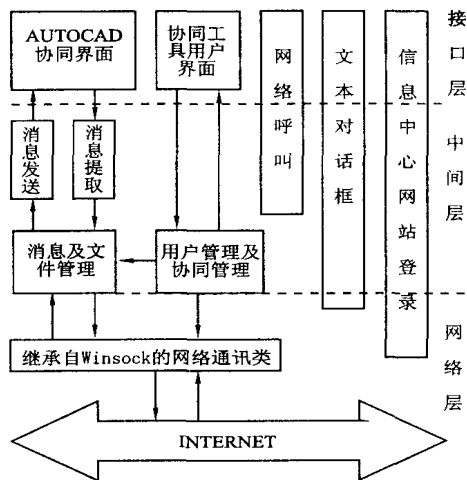 AUTOCAD
协同界面
协同工
具用户
界面
网络呼叫
文本对话框
信息中心网站登录
接口层
消息发送
消息提取
中间层
消息及文
件管理
用户管理及
协同管理
继承自Winsock的网络通讯类
网络层
INTERNET